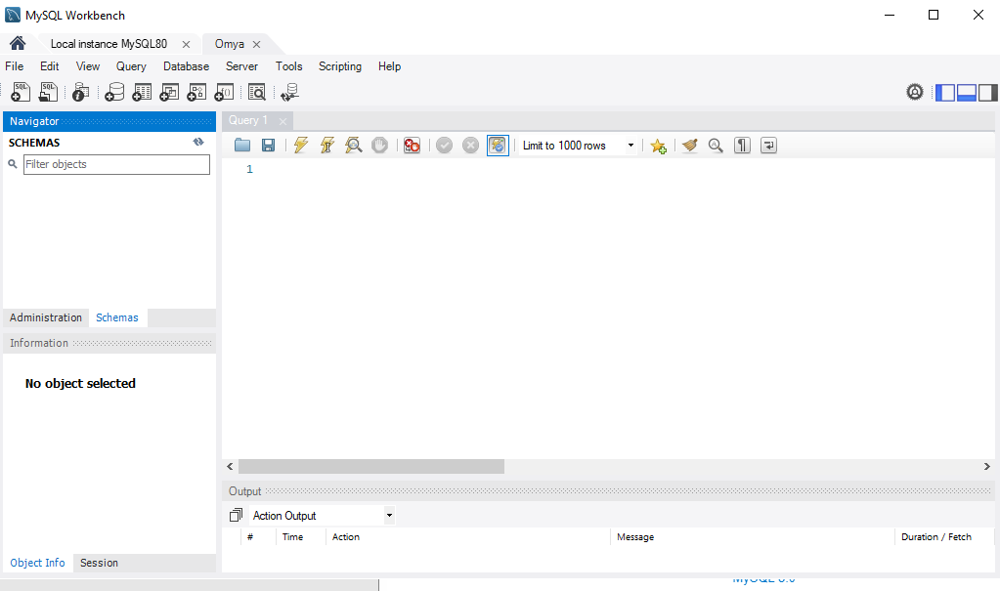 MySQL Workbench
Local instance MySQL80
Omya
File Edit View Query Database Server Tools Scripting Help
SQL SQL
Navigator
SCHEMAS
Filter objects
Administration Schemas
Information
No object selected
Object Info Session
Query 1
Limit to 1000 rows
1
Output
Action Output
# Time Action Message Duration / Fetch
MySQL 8.0